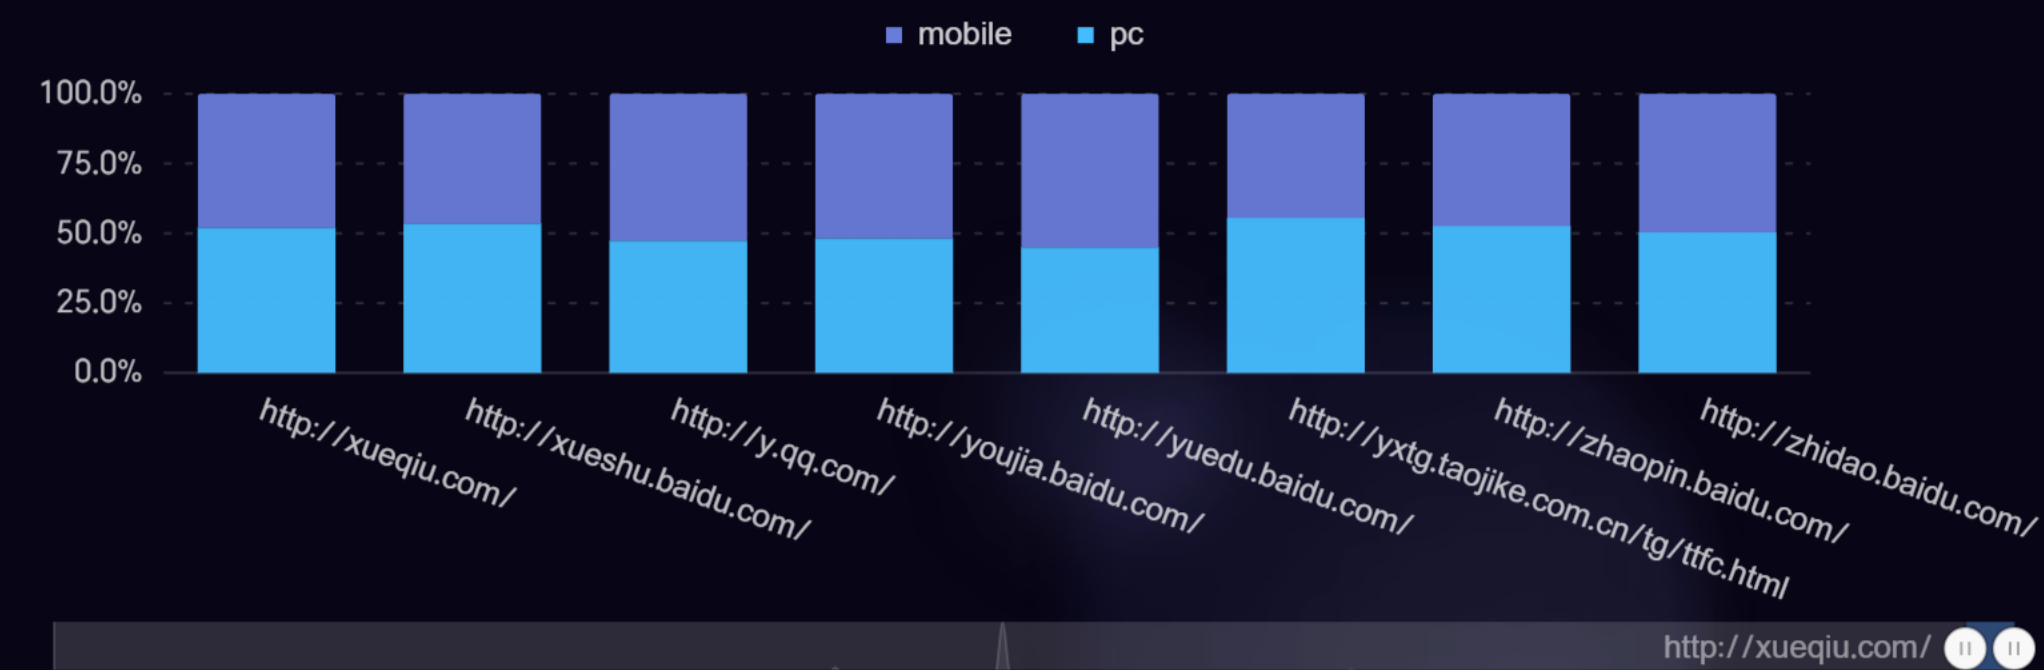 mobile
pc
100.0%
75.0%
50.0%
25.0%
0.0%
http://xueqiu.com/
http://xueshu.baidu.com/
http://y.qq.com/
http://youjia.baidu.com/
http://yuedu.baidu.com/
http://yxtg.taojike.com.cn/tg/ttfc.html
http://zhaopin.baidu.com/
http://zhidao.baidu.com/
http://xueqiu.com/